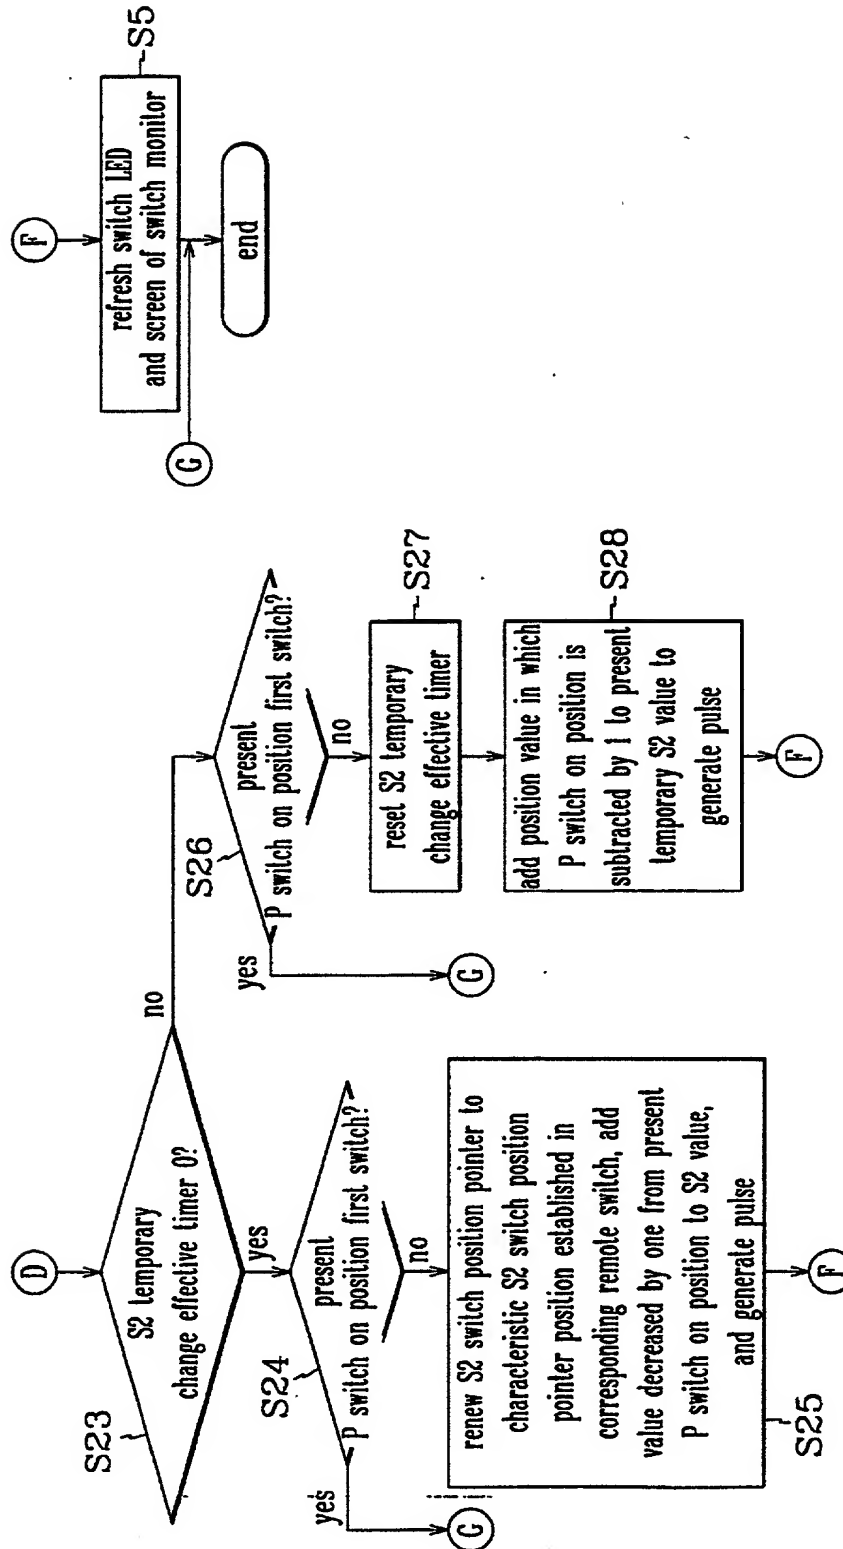 D
S23
S2 temporary
change effective timer 0?
no
yes
S24
present
P switch on position first switch?
yes
G
no
renew S2 switch position pointer to
characteristic S2 switch position
pointer position established in
corresponding remote switch, add
value decreased by one from present
P switch on position to S2 value,
and generate pulse
S25
F
S26
present
P switch on position first switch?
yes
G
no
reset S2 temporary
change effective timer
S27
add position value in which
P switch on position is
subtracted by 1 to present
temporary S2 value to
generate pulse
S28
F
F
refresh switch LED
and screen of switch monitor
S5
G
end